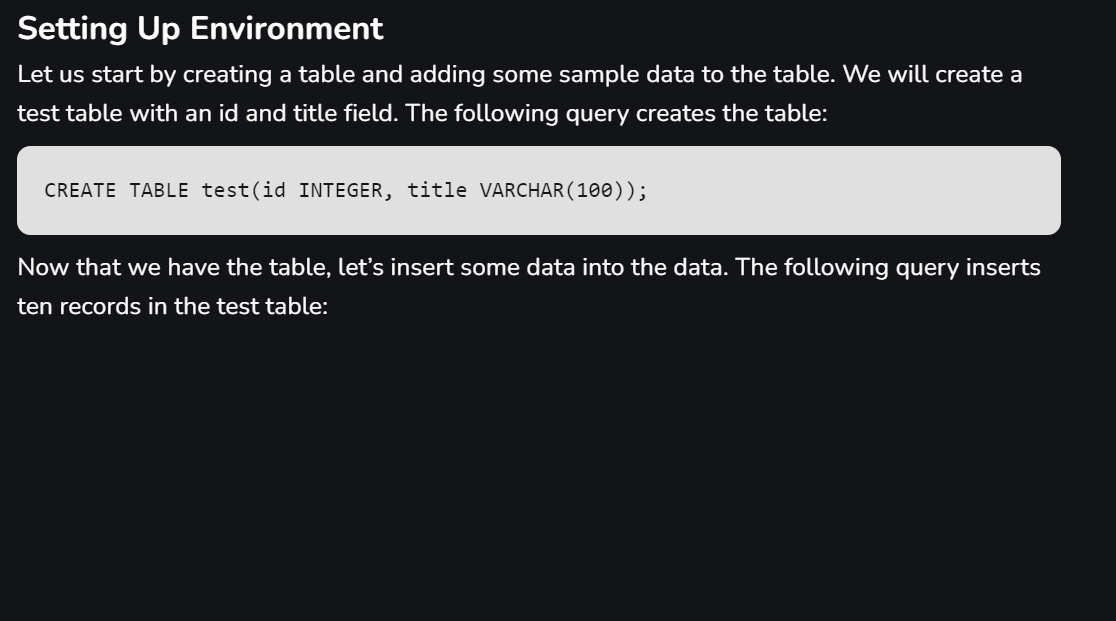 Setting Up Environment
Let us start by creating a table and adding some sample data to the table. We will create a
test table with an id and title field. The following query creates the table:
CREATE TABLE test(id INTEGER, title VARCHAR(100));
Now that we have the table, let’s insert some data into the data. The following query inserts
ten records in the test table: